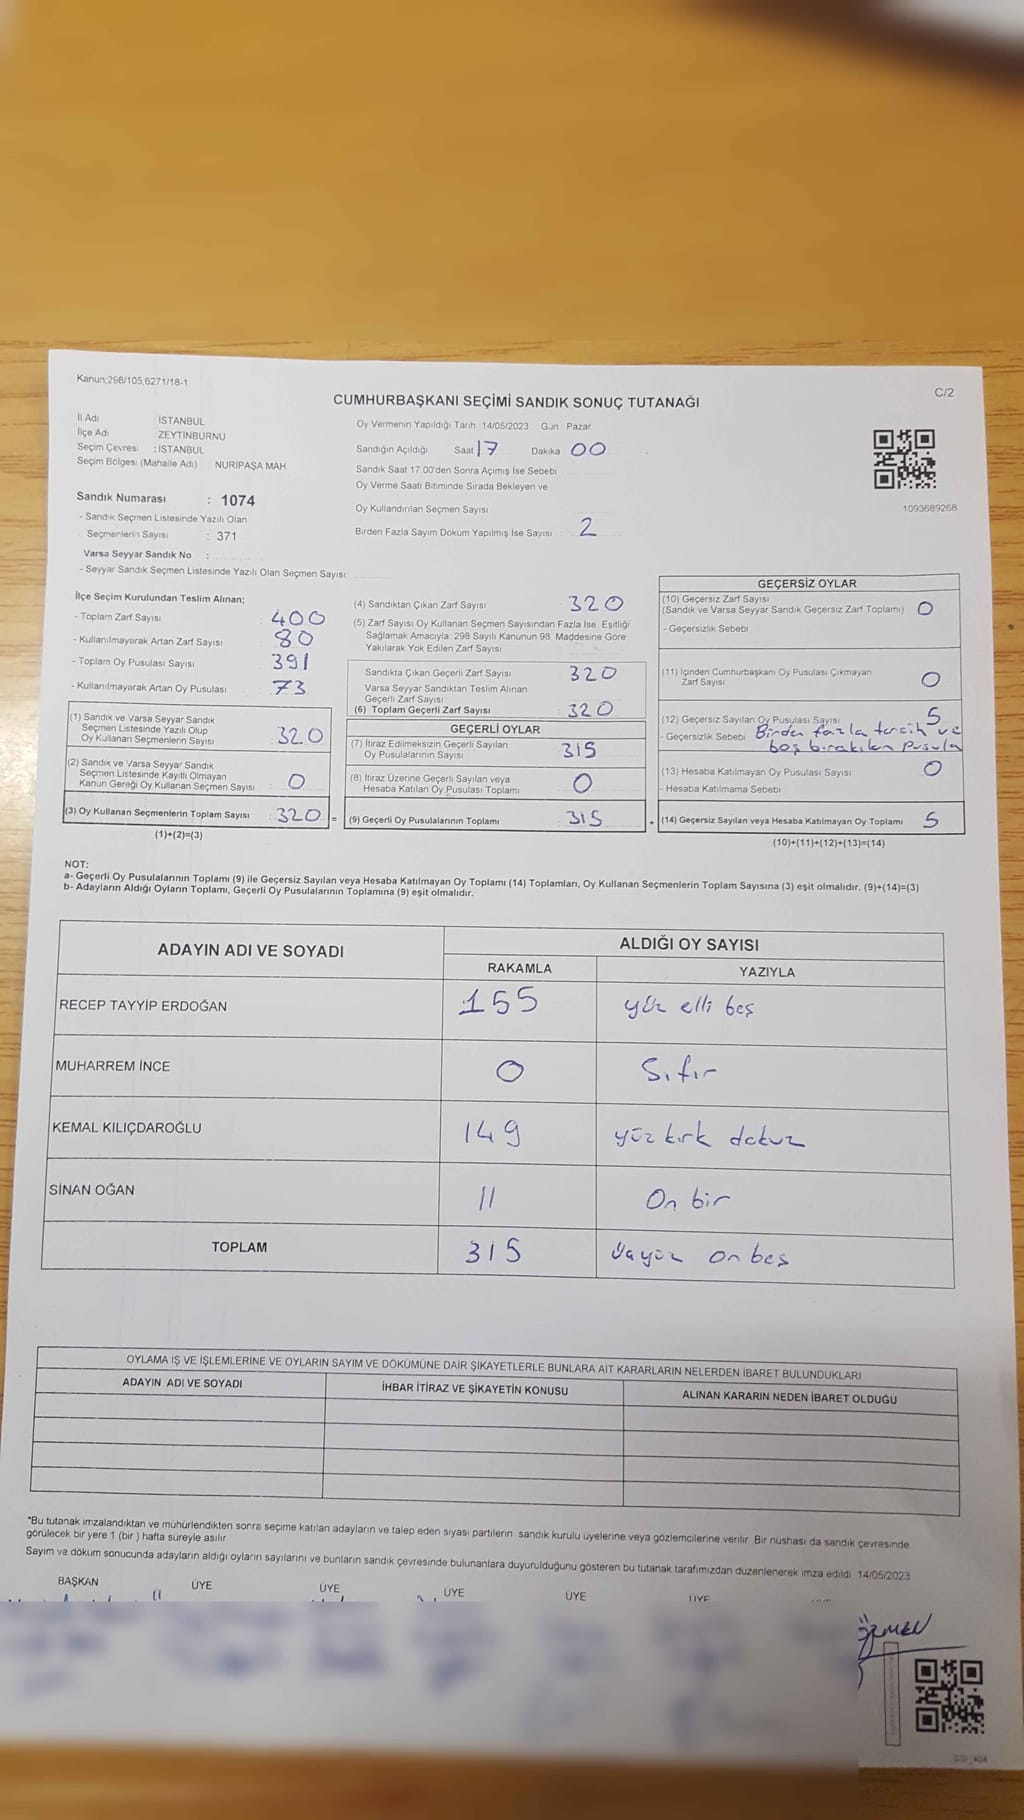 Kanun:298/105,6271/18-1
C/2
CUMHURBAŞKANI SEÇİMİ SANDIK SONUÇ TUTANAĞI
İl Adı : İSTANBUL
İlçe Adı : ZEYTİNBURNU
Seçim Çevresi : İSTANBUL
Seçim Bölgesi (Mahalle Adı) : NURİPAŞA MAH
Sandık Numarası : 1074
- Sandık Seçmen Listesinde Yazılı Olan
Seçmenlerin Sayısı : 371
Varsa Seyyar Sandık No :
- Seyyar Sandık Seçmen Listesinde Yazılı Olan Seçmen Sayısı:
Oy Vermenin Yapıldığı Tarih 14/05/2023 Gün Pazar
Sandığın Açıldığı Saat 17 Dakika 00
Sandık Saat 17.00'den Sonra Açımış İse Sebebi
Oy Verme Saati Bitiminde Sırada Bekleyen ve
Oy Kullandırılan Seçmen Sayısı
Birden Fazla Sayım Döküm Yapılmış İse Sayısı : 2
1093689268
İlçe Seçim Kurulundan Teslim Alınan;
- Toplam Zarf Sayısı : 400
- Kullanılmayarak Artan Zarf Sayısı : 80
- Toplam Oy Pusulası Sayısı : 391
- Kullanılmayarak Artan Oy Pusulası : 73
(1) Sandık ve Varsa Seyyar Sandık
Seçmen Listesinde Yazılı Olup
Oy Kullanan Seçmenlerin Sayısı : 320
(2) Sandık ve Varsa Seyyar Sandık
Seçmen Listesinde Kayıtlı Olmayan
Kanun Gereği Oy Kullanan Seçmen Sayısı : 0
(3) Oy Kullanan Seçmenlerin Toplam Sayısı : 320 =
(1)+(2)=(3)
(4) Sandıktan Çıkan Zarf Sayısı 320
(5) Zarf Sayısı Oy Kullanan Seçmen Sayısından Fazla İse, Eşitliği
Sağlamak Amacıyla; 298 Sayılı Kanunun 98. Maddesine Göre
Yakılarak Yok Edilen Zarf Sayısı
Sandıkta Çıkan Geçerli Zarf Sayısı 320
Varsa Seyyar Sandıktan Teslim Alınan
Geçerli Zarf Sayısı
(6) Toplam Geçerli Zarf Sayısı 320
GEÇERLİ OYLAR
(7) İtiraz Edilmeksizin Geçerli Sayılan
Oy Pusulalarının Sayısı 315
(8) İtiraz Üzerine Geçerli Sayılan veya
Hesaba Katılan Oy Pusulası Toplamı 0
(9) Geçerli Oy Pusulalarının Toplamı 315 +
GEÇERSİZ OYLAR
(10) Geçersiz Zarf Sayısı
(Sandık ve Varsa Seyyar Sandık Geçersiz Zarf Toplamı) 0
- Geçersizlik Sebebi
(11) İçinden Cumhurbaşkanı Oy Pusulası Çıkmayan
Zarf Sayısı 0
(12) Geçersiz Sayılan Oy Pusulası Sayısı 5
- Geçersizlik Sebebi Birden fazla tercih ve
boş bırakılan pusula
(13) Hesaba Katılmayan Oy Pusulası Sayısı 0
- Hesaba Katılmama Sebebi
(14) Geçersiz Sayılan veya Hesaba Katılmayan Oy Toplamı 5
(10)+(11)+(12)+(13)=(14)
NOT:
a- Geçerli Oy Pusulalarının Toplamı (9) ile Geçersiz Sayılan veya Hesaba Katılmayan Oy Toplamı (14) Toplamları, Oy Kullanan Seçmenlerin Toplam Sayısına (3) eşit olmalıdır. (9)+(14)=(3)
b- Adayların Aldığı Oyların Toplamı, Geçerli Oy Pusulalarının Toplamına (9) eşit olmalıdır.
ADAYIN ADI VE SOYADI
ALDIĞI OY SAYISI
RAKAMLA YAZIYLA
RECEP TAYYİP ERDOĞAN 155 yüz elli beş
MUHARREM İNCE 0 Sıfır
KEMAL KILIÇDAROĞLU 149 yüz kırk dokuz
SİNAN OĞAN 11 On bir
TOPLAM 315 üçyüz on beş
OYLAMA İŞ VE İŞLEMLERİNE VE OYLARIN SAYIM VE DÖKÜMÜNE DAİR ŞİKAYETLERLE BUNLARA AİT KARARLARIN NELERDEN İBARET BULUNDUKLARI
ADAYIN ADI VE SOYADI İHBAR İTİRAZ VE ŞİKAYETİN KONUSU ALINAN KARARIN NEDEN İBARET OLDUĞU
*Bu tutanak imzalandıktan ve mühürlendikten sonra seçime katılan adayların ve talep eden siyasi partilerin sandık kurulu üyelerine veya gözlemcilerine verilir. Bir nüshası da sandık çevresinde
görülecek bir yere 1 (bir ) hafta süreyle asılır
Sayım ve döküm sonucunda adayların aldığı oyların sayılarını ve bunların sandık çevresinde bulunanlara duyurulduğunu gösteren bu tutanak tarafımızdan düzenlenerek imza edildi 14/05/2023
BAŞKAN ÜYE ÜYE ÜYE ÜYE ÜYE